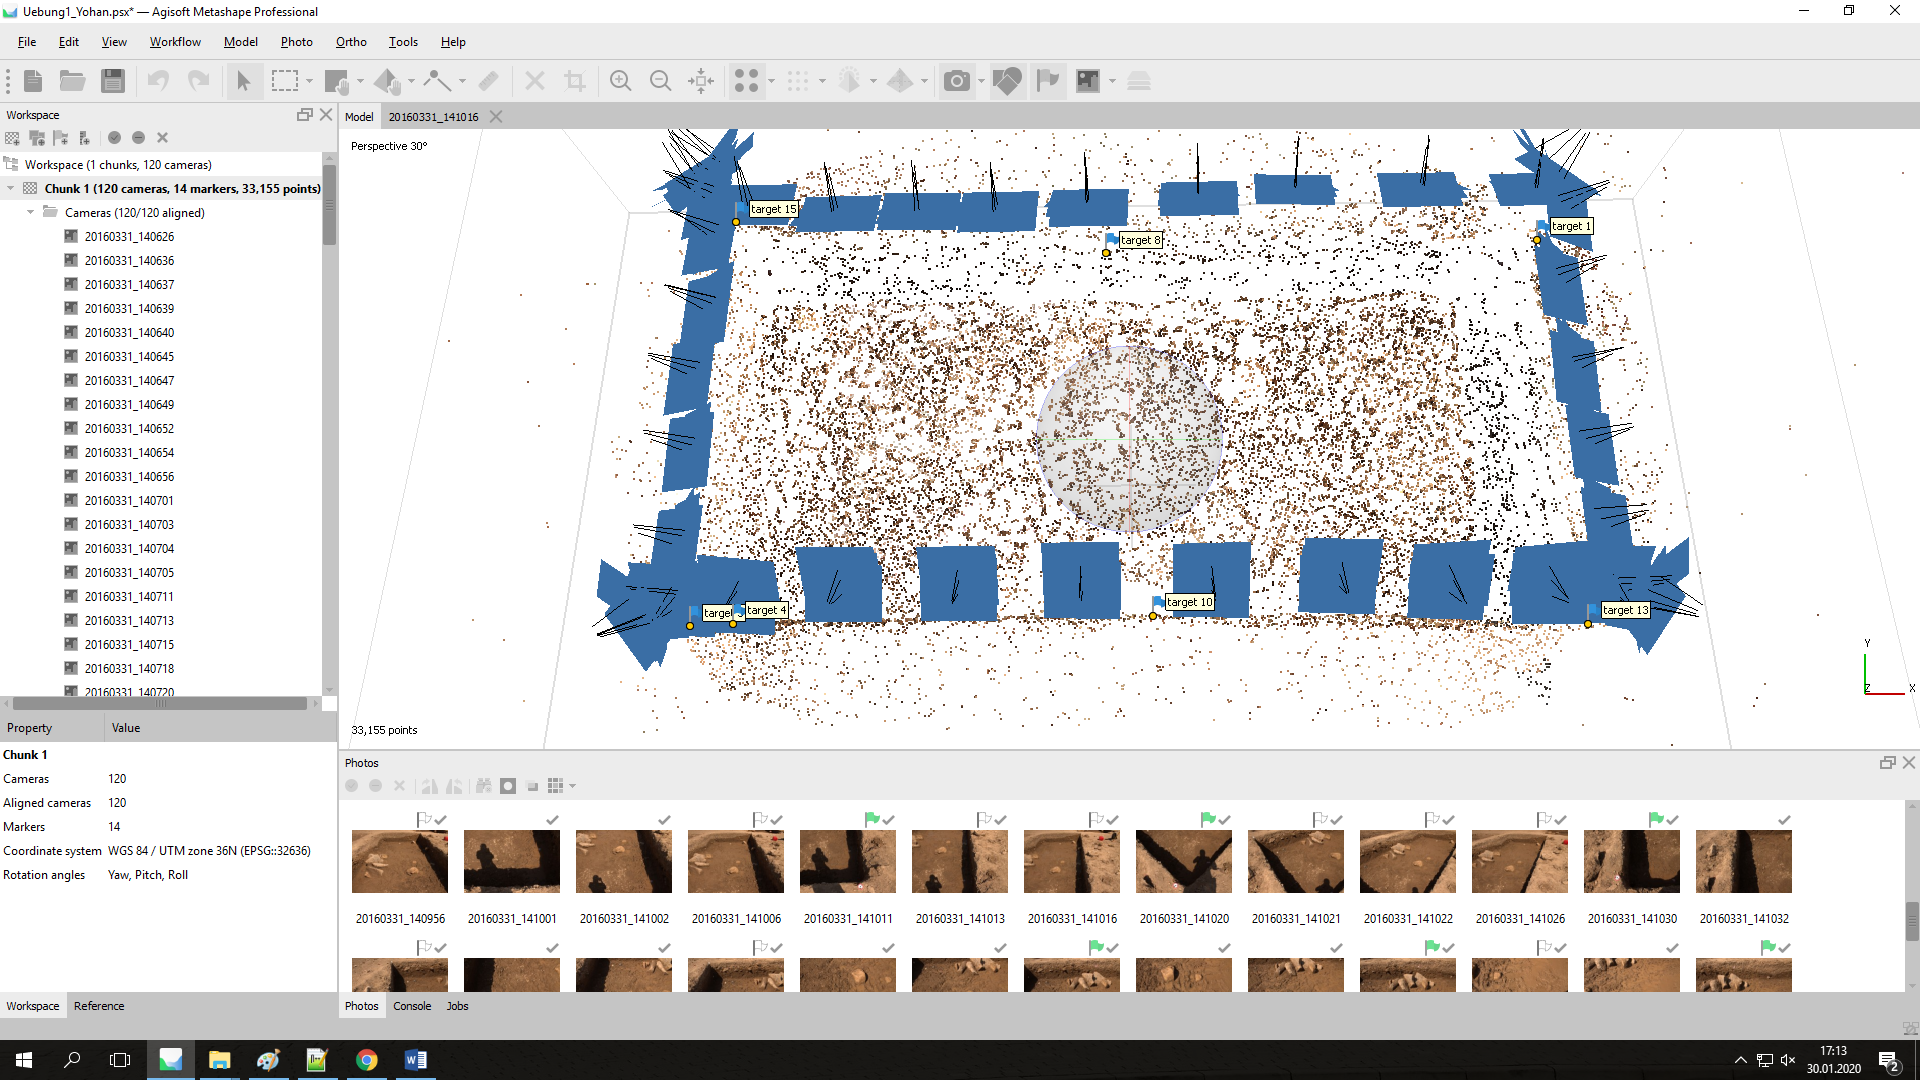 Uebung1_Yohan.psx* — Agisoft Metashape Professional
File Edit View Workflow Model Photo Ortho Tools Help
Workspace
Workspace (1 chunks, 120 cameras)
Chunk 1 (120 cameras, 14 markers, 33,155 points)
Cameras (120/120 aligned)
20160331_140626
20160331_140636
20160331_140637
20160331_140639
20160331_140640
20160331_140645
20160331_140647
20160331_140649
20160331_140652
20160331_140654
20160331_140656
20160331_140701
20160331_140703
20160331_140704
20160331_140705
20160331_140711
20160331_140713
20160331_140715
20160331_140718
20160331_140720
Property Value
Chunk 1
Cameras 120
Aligned cameras 120
Markers 14
Coordinate system WGS 84 / UTM zone 36N (EPSG::32636)
Rotation angles Yaw, Pitch, Roll
Workspace Reference
Model 20160331_141016
Perspective 30°
target 15
target 8
target 1
target 4
target 10
target 13
Y
Z X
33,155 points
Photos
20160331_140956 20160331_141001 20160331_141002 20160331_141006 20160331_141011 20160331_141013 20160331_141016 20160331_141020 20160331_141021 20160331_141022 20160331_141026 20160331_141030 20160331_141032
Photos Console Jobs
17:13
30.01.2020
2